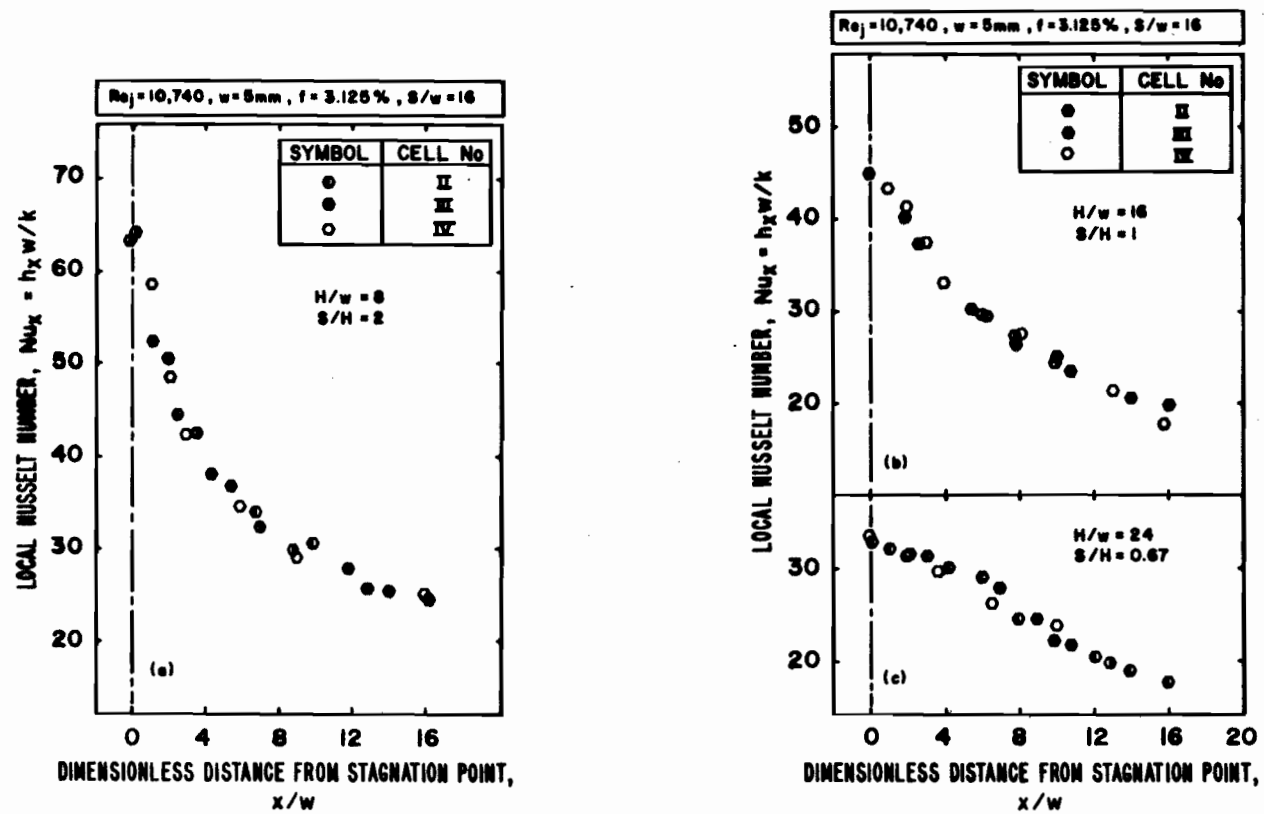 Rej=10,740, w=5mm, f=3.125%, S/w=16
SYMBOL CELL No
II
III
IV
H/w=8
S/H=2
70
60
50
40
30
20
(a)
0 4 8 12 16
LOCAL NUSSELT NUMBER, Nux = hxw/k
DIMENSIONLESS DISTANCE FROM STAGNATION POINT,
x/w
Rej=10,740, w=5mm, f=3.125%, S/w=16
SYMBOL CELL No
II
III
IV
H/w=16
S/H=1
50
40
30
20
(b)
H/w=24
S/H=0.67
30
20
(c)
0 4 8 12 16 20
LOCAL NUSSELT NUMBER, Nux = hxw/k
DIMENSIONLESS DISTANCE FROM STAGNATION POINT,
x/w